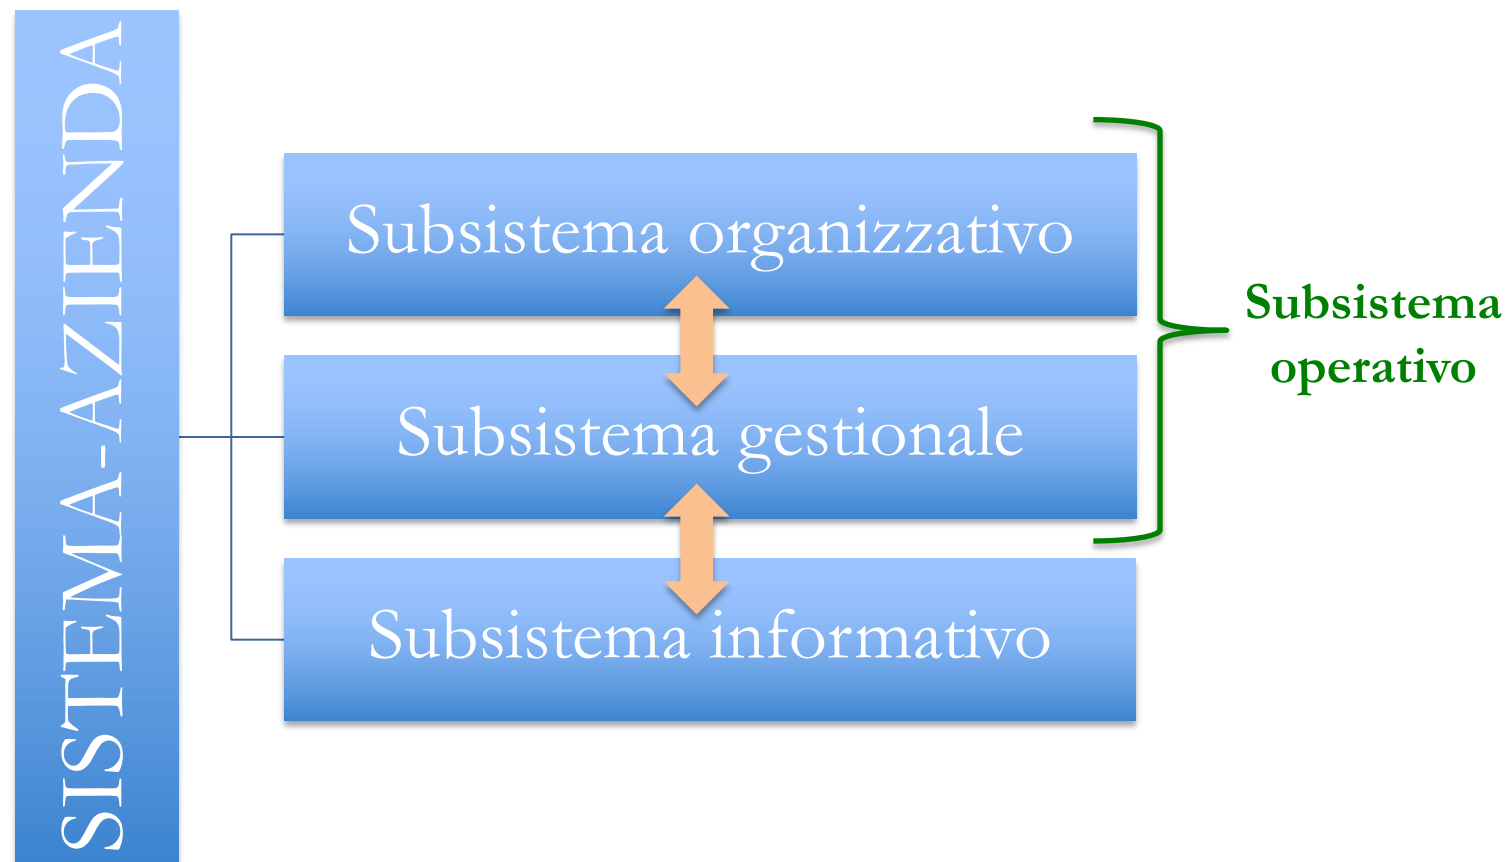 SISTEMA-AZIENDA
Subsistema organizzativo
Subsistema gestionale
Subsistema informativo
Subsistema
operativo